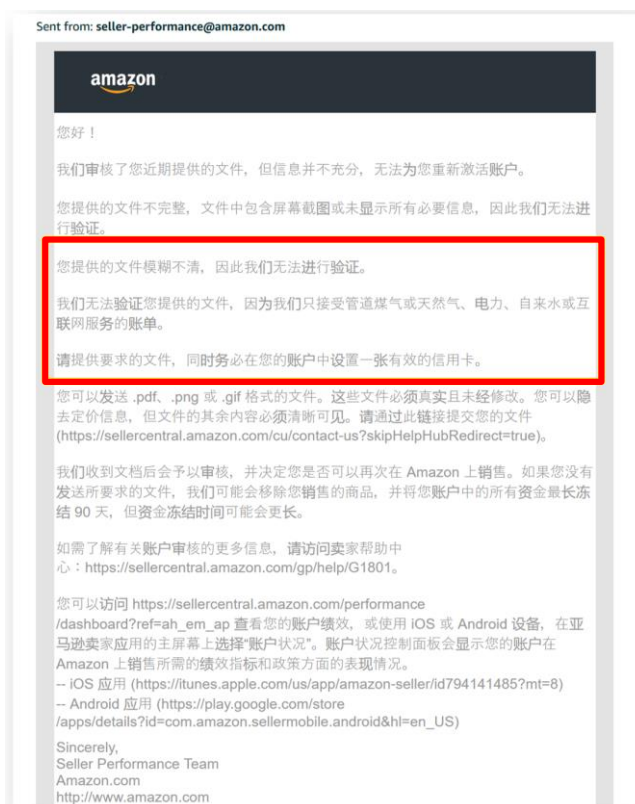 Sent from: seller-performance@amazon.com
amazon
您好！
我们审核了您近期提供的文件，但信息并不充分，无法为您重新激活账户。
您提供的文件不完整，文件中包含屏幕截图或未显示所有必要信息，因此我们无法进
行验证。
您提供的文件模糊不清，因此我们无法进行验证。
我们无法验证您提供的文件，因为我们只接受管道煤气或天然气、电力、自来水或互
联网服务的账单。
请提供要求的文件，同时务必在您的账户中设置一张有效的信用卡。
您可以发送 .pdf、.png 或 .gif 格式的文件。这些文件必须真实且未经修改。您可以隐
去定价信息，但文件的其余内容必须清晰可见。请通过此链接提交您的文件
(https://sellercentral.amazon.com/cu/contact-us?skipHelpHubRedirect=true)。
我们收到文档后会予以审核，并决定您是否可以再次在 Amazon 上销售。如果您没有
发送所要求的文件，我们可能会移除您销售的商品，并将您账户中的所有资金最长冻
结 90 天，但资金冻结时间可能会更长。
如需了解有关账户审核的更多信息，请访问卖家帮助中
心：https://sellercentral.amazon.com/gp/help/G1801。
您可以访问 https://sellercentral.amazon.com/performance
/dashboard?ref=ah_em_ap 查看您的账户绩效，或使用 iOS 或 Android 设备，在亚
马逊卖家应用的主屏幕上选择“账户状况”。账户状况控制面板会显示您的账户在
Amazon 上销售所需的绩效指标和政策方面的表现情况。
-- iOS 应用 (https://itunes.apple.com/us/app/amazon-seller/id794141485?mt=8)
-- Android 应用 (https://play.google.com/store
/apps/details?id=com.amazon.sellermobile.android&hl=en_US)
Sincerely,
Seller Performance Team
Amazon.com
http://www.amazon.com